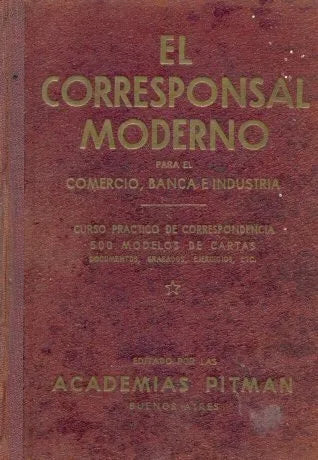 EL
CORRESPONSAL
MODERNO
PARA EL
COMERCIO, BANCA E INDUSTRIA
CURSO PRACTICO DE CORRESPONDENCIA
500 MODELOS DE CARTAS
DOCUMENTOS, GRABADOS, EJERCICIOS, ETC.
EDITADO POR LAS
ACADEMIAS PITMAN
BUENOS AIRES